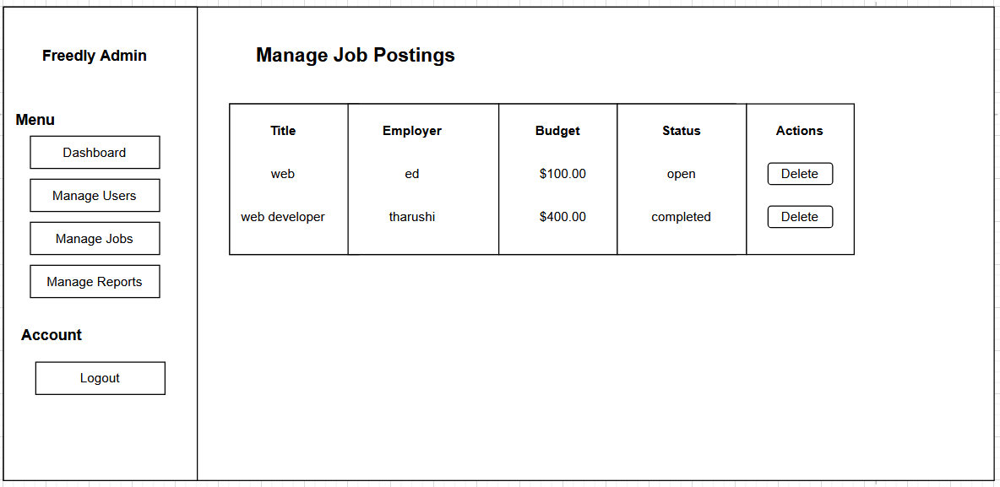 Freedly Admin
Menu
Dashboard
Manage Users
Manage Jobs
Manage Reports
Account
Logout
Manage Job Postings
Title Employer Budget Status Actions
web ed $100.00 open Delete
web developer tharushi $400.00 completed Delete